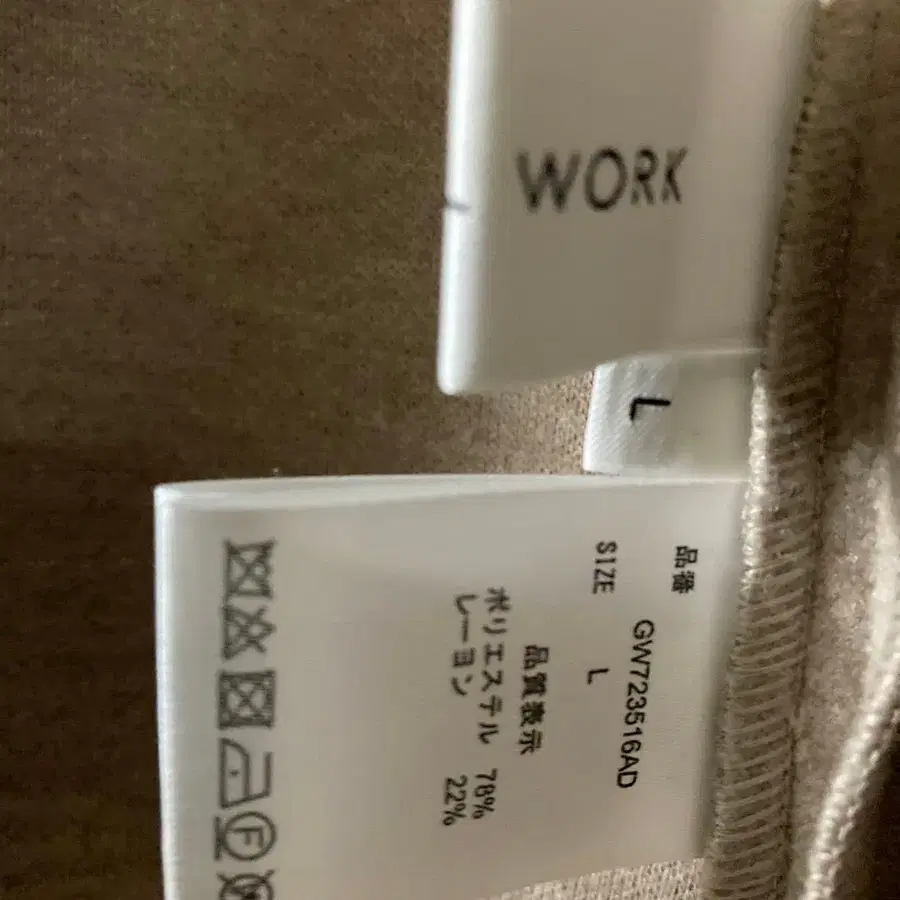 WORK
L
品番 GW723516AD
SIZE L
品質表示
ポリエステル 78%
レーヨン 22%
F